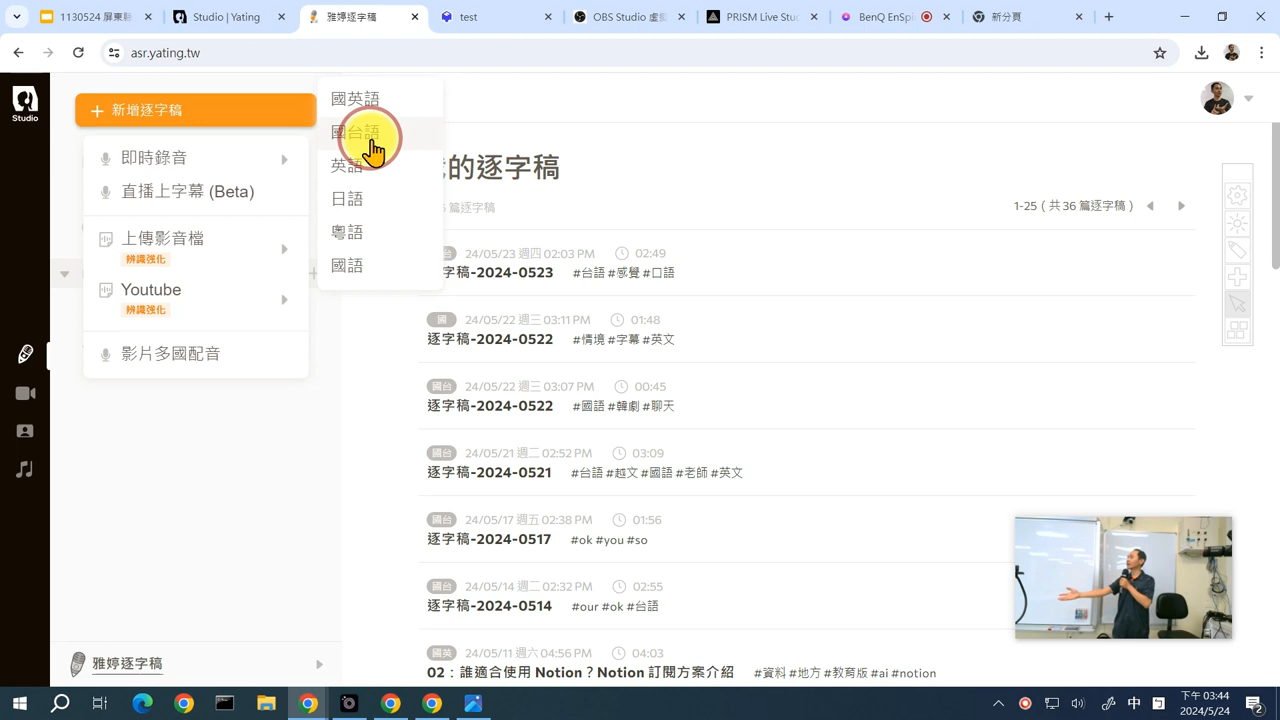 1130524 屏東縣
Studio | Yating
雅婷逐字稿
test
OBS Studio 虛擬
PRISM Live Stud
BenQ EnSpi
新分頁
asr.yating.tw
Studio
新增逐字稿
即時錄音
直播上字幕 (Beta)
上傳影音檔
辨識強化
Youtube
辨識強化
影片多國配音
國英語
國台語
英語
日語
粵語
國語
的逐字稿
篇逐字稿
1-25 ( 共 36 篇逐字稿 )
24/05/23 週四 02:03 PM 02:49
逐字稿-2024-0523 #台語 #感覺 #口語
國 24/05/22 週三 03:11 PM 01:48
逐字稿-2024-0522 #情境 #字幕 #英文
國台 24/05/22 週三 03:07 PM 00:45
逐字稿-2024-0522 #國語 #韓劇 #聊天
國台 24/05/21 週二 02:52 PM 03:09
逐字稿-2024-0521 #台語 #越文 #國語 #老師 #英文
國台 24/05/17 週五 02:38 PM 01:56
逐字稿-2024-0517 #ok #you #so
國台 24/05/14 週二 02:32 PM 02:55
逐字稿-2024-0514 #our #ok #台語
國英 24/05/11 週六 04:56 PM 04:03
02：誰適合使用 Notion？Notion 訂閱方案介紹 #資料 #地方 #教育版 #ai #notion
雅婷逐字稿
中
下午 03:44
2024/5/24
2